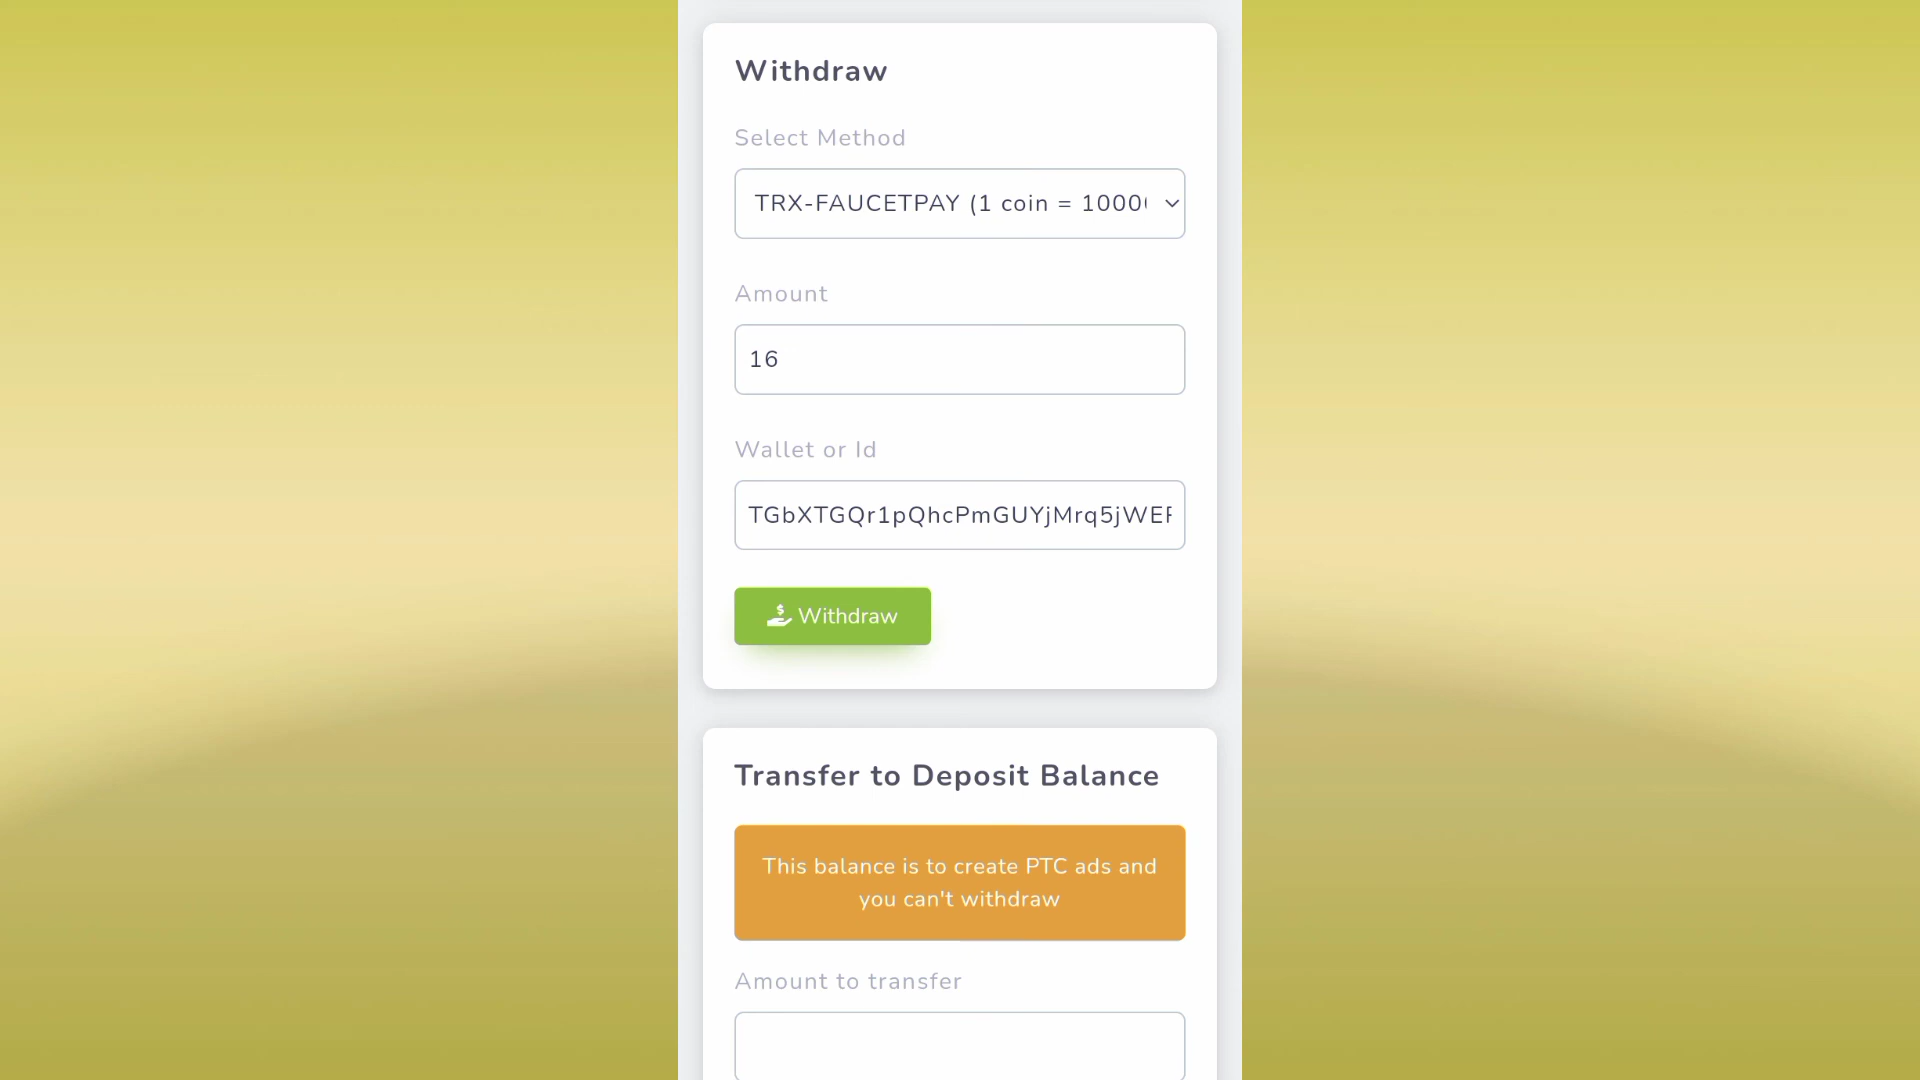 Withdraw
Select Method
TRX-FAUCETPAY (1 coin = 1000
Amount
16
Wallet or Id
TGbXTGQr1pQhcPmGUYjMrq5jWE
Withdraw
Transfer to Deposit Balance
This balance is to create PTC ads and
you can't withdraw
Amount to transfer